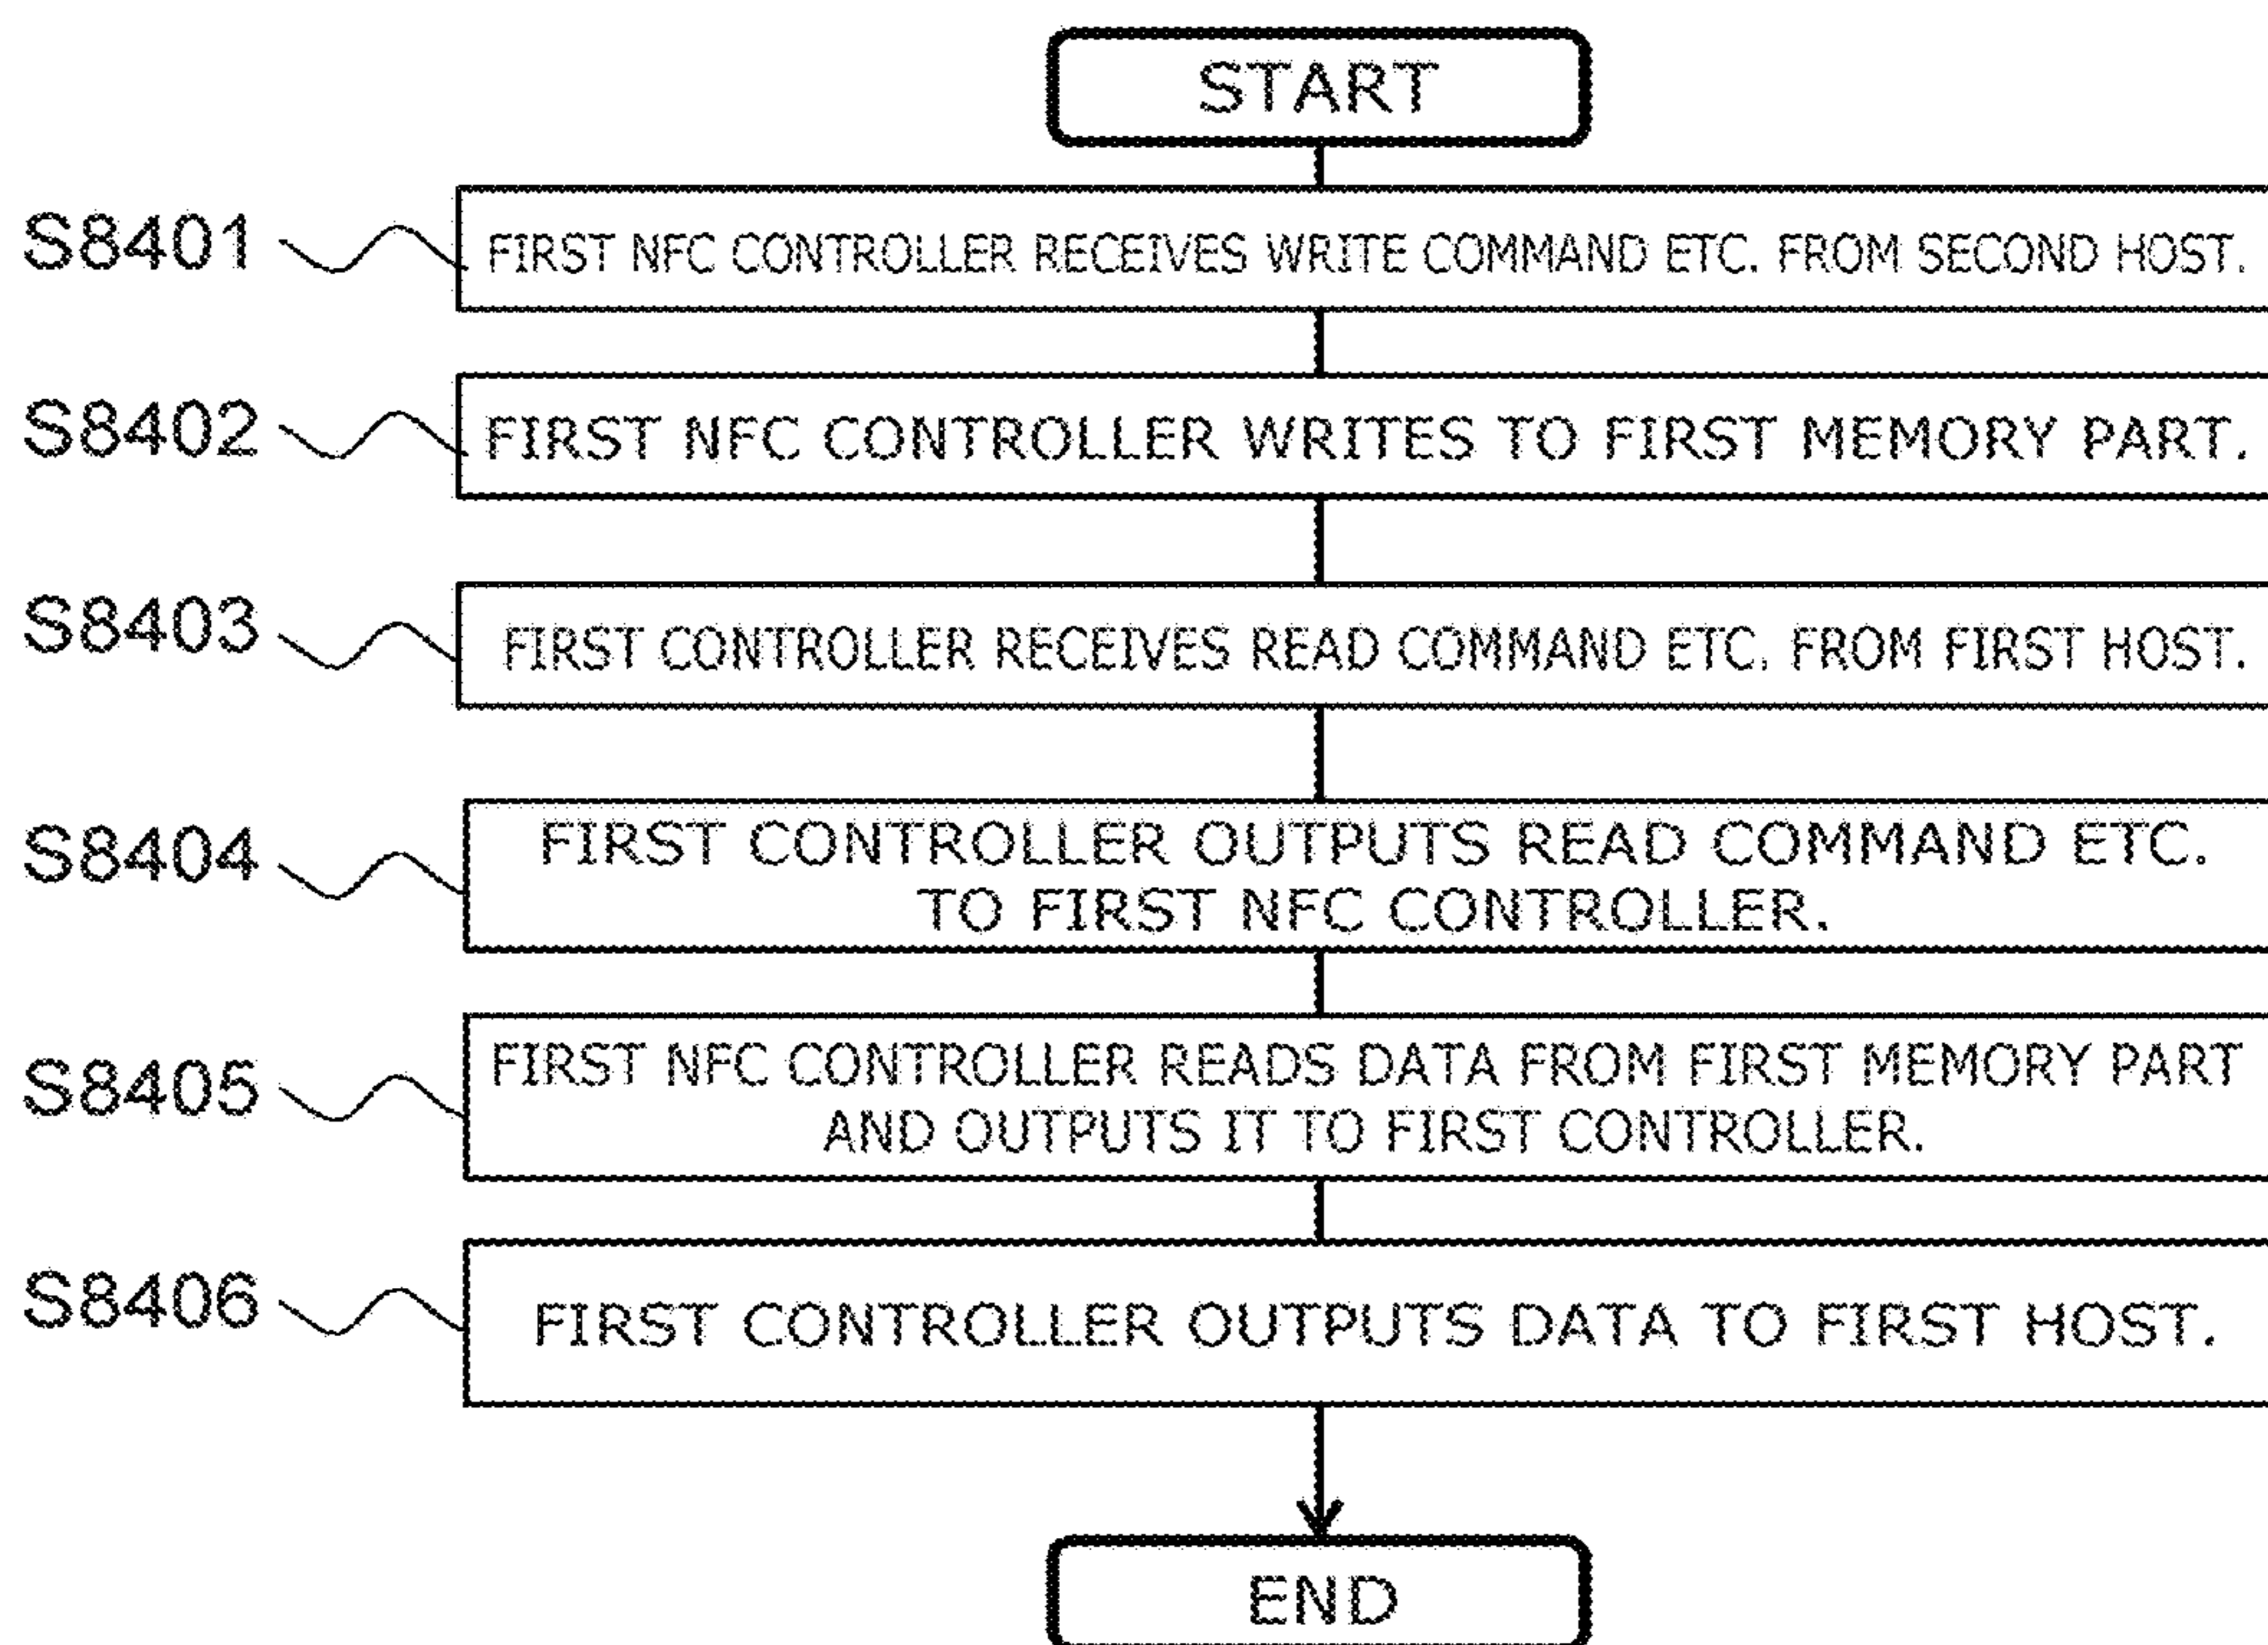 START
S8401
FIRST NFC CONTROLLER RECEIVES WRITE COMMAND ETC. FROM SECOND HOST.
S8402
FIRST NFC CONTROLLER WRITES TO FIRST MEMORY PART.
S8403
FIRST CONTROLLER RECEIVES READ COMMAND ETC. FROM FIRST HOST.
S8404
FIRST CONTROLLER OUTPUTS READ COMMAND ETC.
TO FIRST NFC CONTROLLER.
S8405
FIRST NFC CONTROLLER READS DATA FROM FIRST MEMORY PART
AND OUTPUTS IT TO FIRST CONTROLLER.
S8406
FIRST CONTROLLER OUTPUTS DATA TO FIRST HOST.
END